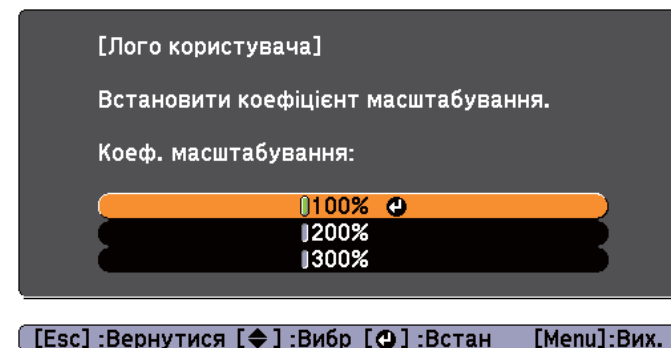 [Лого користувача]
Встановити коефіцієнт масштабування.
Коеф. масштабування:
100%
200%
300%
[Esc] :Вернутися [◆] :Вибр [↵] :Встан [Menu]:Вих.